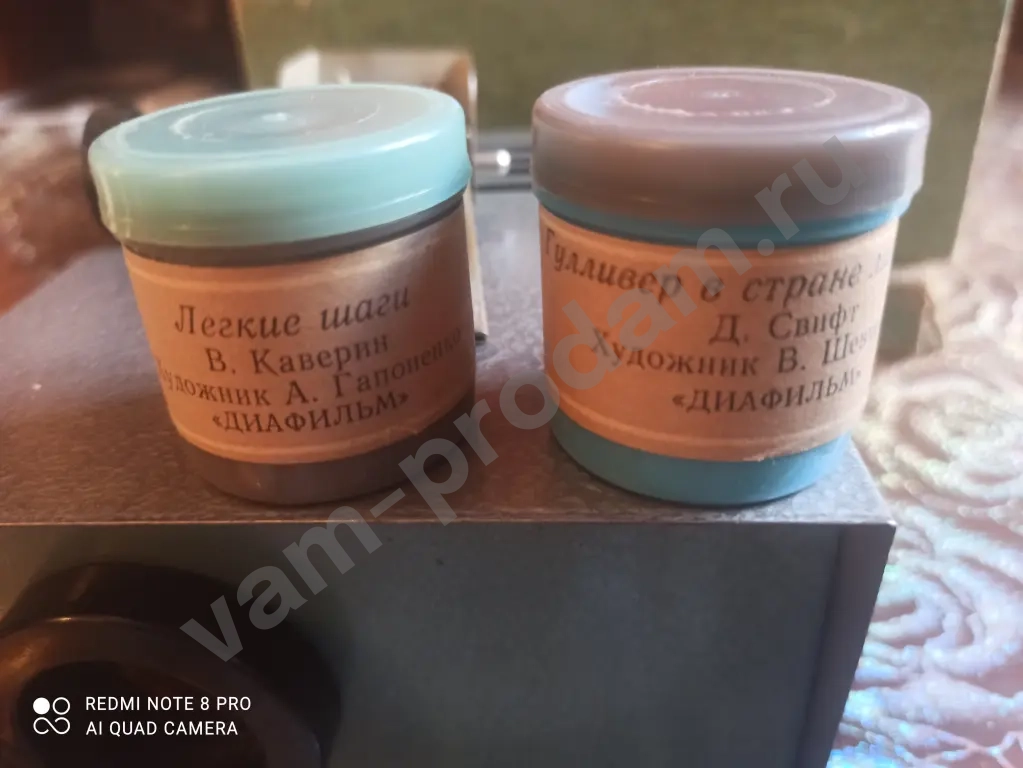 Легкие шаги
В. Каверин
Художник А. Гапоненко
«ДИАФИЛЬМ»
Гулливер в стране
Д. Свифт
Художник В.
«ДИАФИЛЬМ»
vam-prodam.ru
REDMI NOTE 8 PRO
AI QUAD CAMERA